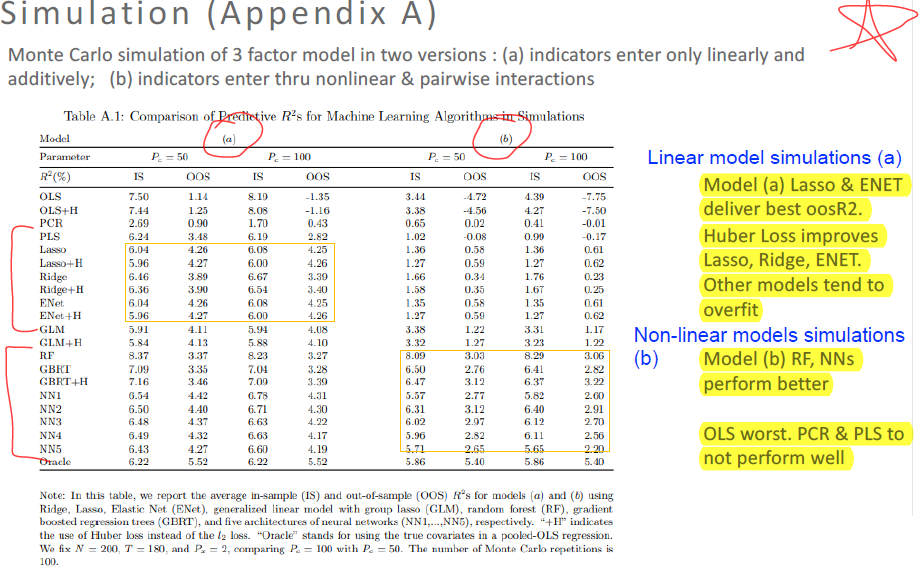 Simulation (Appendix A)
Monte Carlo simulation of 3 factor model in two versions : (a) indicators enter only linearly and
additively; (b) indicators enter thru nonlinear & pairwise interactions
Table A.1: Comparison of Predictive R²s for Machine Learning Algorithms in Simulations
Model (a) (b)
Parameter P_c = 50 P_c = 100 P_c = 50 P_c = 100
R²(%) IS OOS IS OOS IS OOS IS OOS
OLS 7.50 1.14 8.19 -1.35 3.44 -4.72 4.39 -7.75
OLS+H 7.44 1.25 8.08 -1.16 3.38 -4.56 4.27 -7.50
PCR 2.69 0.90 1.70 0.43 0.65 0.02 0.41 -0.01
PLS 6.24 3.48 6.19 2.82 1.02 -0.08 0.99 -0.17
Lasso 6.04 4.26 6.08 4.25 1.36 0.58 1.36 0.61
Lasso+H 5.96 4.27 6.00 4.26 1.27 0.59 1.27 0.62
Ridge 6.46 3.89 6.67 3.39 1.66 0.34 1.76 0.23
Ridge+H 6.36 3.90 6.54 3.40 1.58 0.35 1.67 0.25
ENet 6.04 4.26 6.08 4.25 1.35 0.58 1.35 0.61
ENet+H 5.96 4.27 6.00 4.26 1.27 0.59 1.27 0.62
GLM 5.91 4.11 5.94 4.08 3.38 1.22 3.31 1.17
GLM+H 5.84 4.13 5.88 4.10 3.32 1.27 3.23 1.22
RF 8.37 3.37 8.23 3.27 8.09 3.03 8.29 3.06
GBRT 7.09 3.35 7.04 3.28 6.50 2.76 6.41 2.82
GBRT+H 7.16 3.46 7.09 3.39 6.47 3.12 6.37 3.22
NN1 6.54 4.42 6.78 4.31 5.57 2.77 5.82 2.60
NN2 6.50 4.40 6.71 4.30 6.31 3.12 6.40 2.91
NN3 6.48 4.37 6.63 4.22 6.02 2.97 6.12 2.70
NN4 6.49 4.32 6.63 4.17 5.96 2.82 6.11 2.56
NN5 6.43 4.27 6.60 4.19 5.71 2.65 5.65 2.20
Oracle 6.22 5.52 6.22 5.52 5.86 5.40 5.86 5.40
Note: In this table, we report the average in-sample (IS) and out-of-sample (OOS) R²s for models (a) and (b) using
Ridge, Lasso, Elastic Net (ENet), generalized linear model with group lasso (GLM), random forest (RF), gradient
boosted regression trees (GBRT), and five architectures of neural networks (NN1,...,NN5), respectively. "+H" indicates
the use of Huber loss instead of the l₂ loss. "Oracle" stands for using the true covariates in a pooled-OLS regression.
We fix N = 200, T = 180, and P_x = 2, comparing P_c = 100 with P_c = 50. The number of Monte Carlo repetitions is
100.
Linear model simulations (a)
Model (a) Lasso & ENET
deliver best oosR2.
Huber Loss improves
Lasso, Ridge, ENET.
Other models tend to
overfit
Non-linear models simulations
(b)
Model (b) RF, NNs
perform better
OLS worst. PCR & PLS to
not perform well